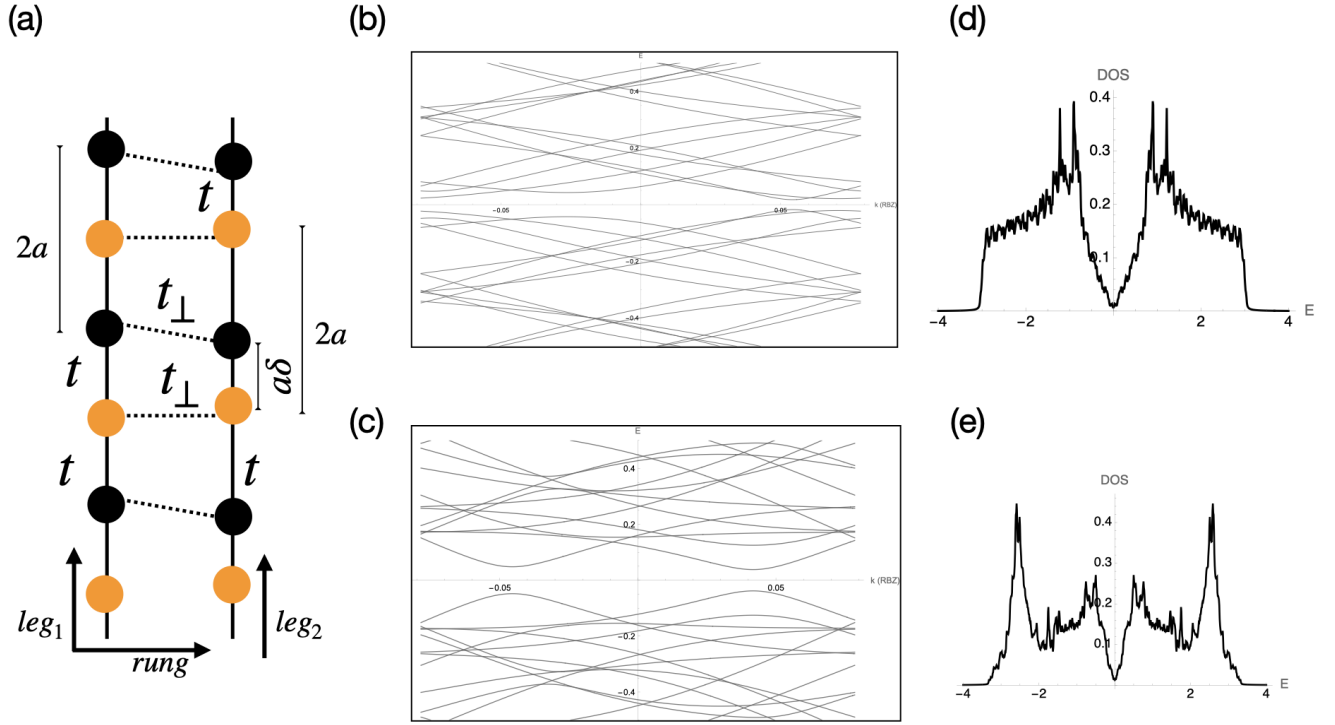 (a)
t
2a
t⊥
2a
t
t⊥
aδ
t
t
leg1
rung
leg2
(b)
E
0.4
0.2
-0.05
0.05
k (RBZ)
-0.2
-0.4
(c)
E
0.4
0.2
-0.05
0.05
k (RBZ)
-0.2
-0.4
(d)
DOS
0.4
0.3
0.2
0.1
-4
-2
2
4
E
(e)
DOS
0.4
0.3
0.2
0.1
-4
-2
2
4
E